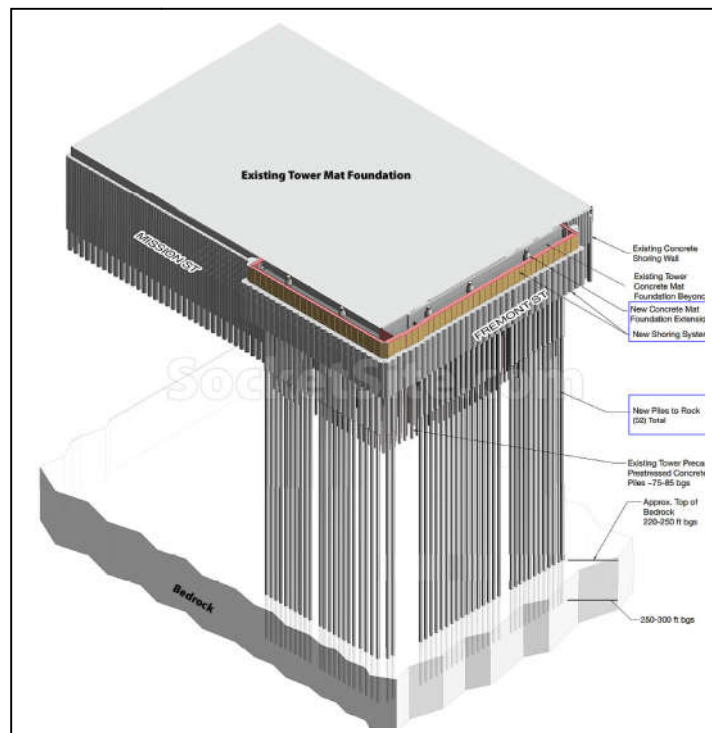 Existing Tower Mat Foundation
MISSION ST
FREMONT ST
Existing Concrete
Shoring Wall
Existing Tower
Concrete Mat
Foundation Beyond
New Concrete Mat
Foundation Extensio
New Shoring System
SocketSite.com
New Piles to Rock
(52) Total
Existing Tower Preca
Prestressed Concrete
Piles ~75-85 bgs
Approx. Top of
Bedrock
220-250 ft bgs
Bedrock
250-300 ft bgs